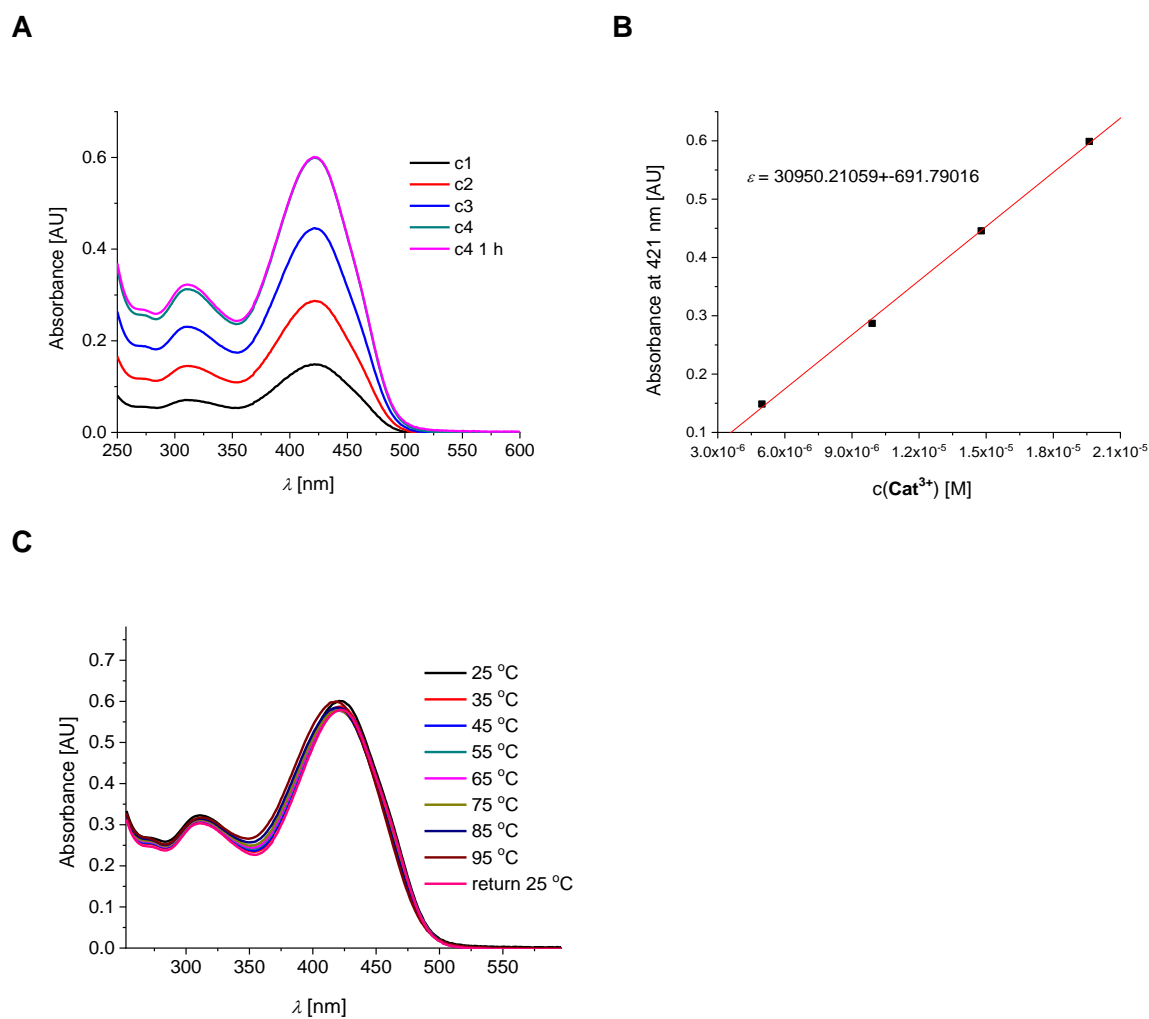 A
B
Absorbance [AU]
0.6
0.4
0.2
0.0
250 300 350 400 450 500 550 600
λ [nm]
c1
c2
c3
c4
c4 1 h
Absorbance at 421 nm [AU]
0.6
0.5
0.4
0.3
0.2
0.1
ε = 30950.21059+-691.79016
3.0x10⁻⁶ 6.0x10⁻⁶ 9.0x10⁻⁶ 1.2x10⁻⁵ 1.5x10⁻⁵ 1.8x10⁻⁵ 2.1x10⁻⁵
c(Cat³⁺) [M]
C
Absorbance [AU]
0.7
0.6
0.5
0.4
0.3
0.2
0.1
0.0
300 350 400 450 500 550
λ [nm]
25 °C
35 °C
45 °C
55 °C
65 °C
75 °C
85 °C
95 °C
return 25 °C